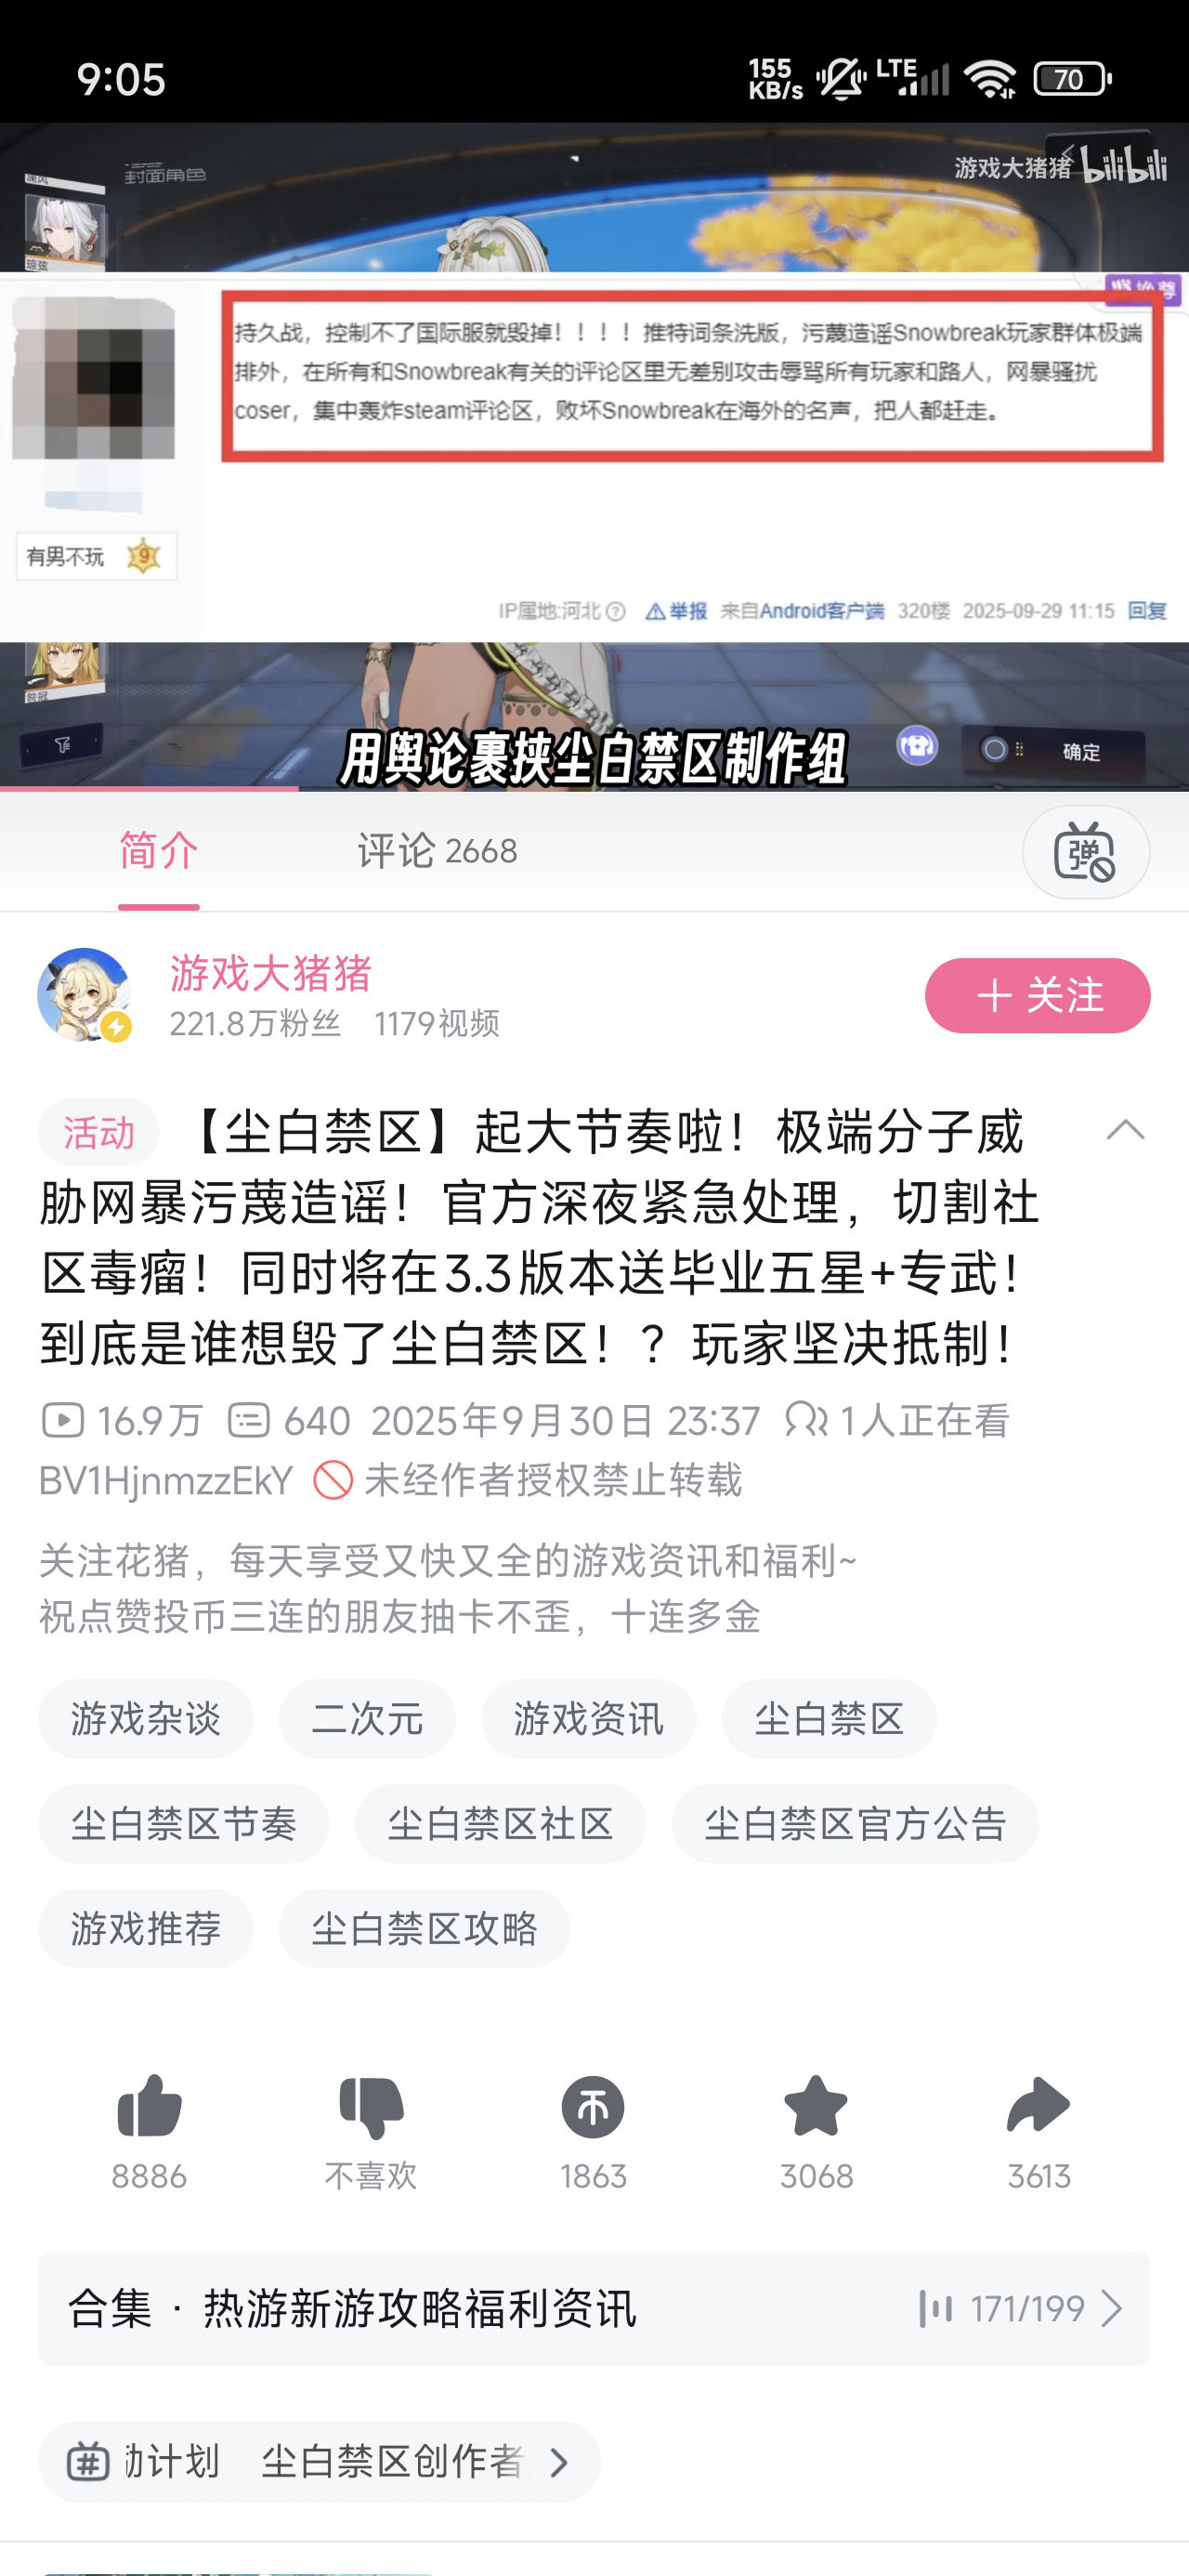 9:05
155
KB/s
LTE
70
封面角色
游戏大猪猪 bilibili
琼弦
持久战，控制不了国际服就毁掉！！！！推特词条洗版，污蔑造谣Snowbreak玩家群体极端
排外，在所有和Snowbreak有关的评论区里无差别攻击辱骂所有玩家和路人，网暴骚扰
coser，集中轰炸steam评论区，败坏Snowbreak在海外的名声，把人都赶走。
有男不玩 9
IP属地:河北 举报 来自Android客户端 320楼 2025-09-29 11:15 回复
用舆论裹挟尘白禁区制作组
确定
简介
评论 2668
弹
游戏大猪猪
221.8万粉丝 1179视频
＋ 关注
活动 【尘白禁区】起大节奏啦！极端分子威
胁网暴污蔑造谣！官方深夜紧急处理，切割社
区毒瘤！同时将在3.3版本送毕业五星+专武！
到底是谁想毁了尘白禁区！？玩家坚决抵制！
16.9万 640 2025年9月30日 23:37 1人正在看
BV1HjnmzzEkY 未经作者授权禁止转载
关注花猪，每天享受又快又全的游戏资讯和福利~
祝点赞投币三连的朋友抽卡不歪，十连多金
游戏杂谈 二次元 游戏资讯 尘白禁区
尘白禁区节奏 尘白禁区社区 尘白禁区官方公告
游戏推荐 尘白禁区攻略
8886 不喜欢 1863 3068 3613
合集 · 热游新游攻略福利资讯 171/199
励计划 尘白禁区创作者